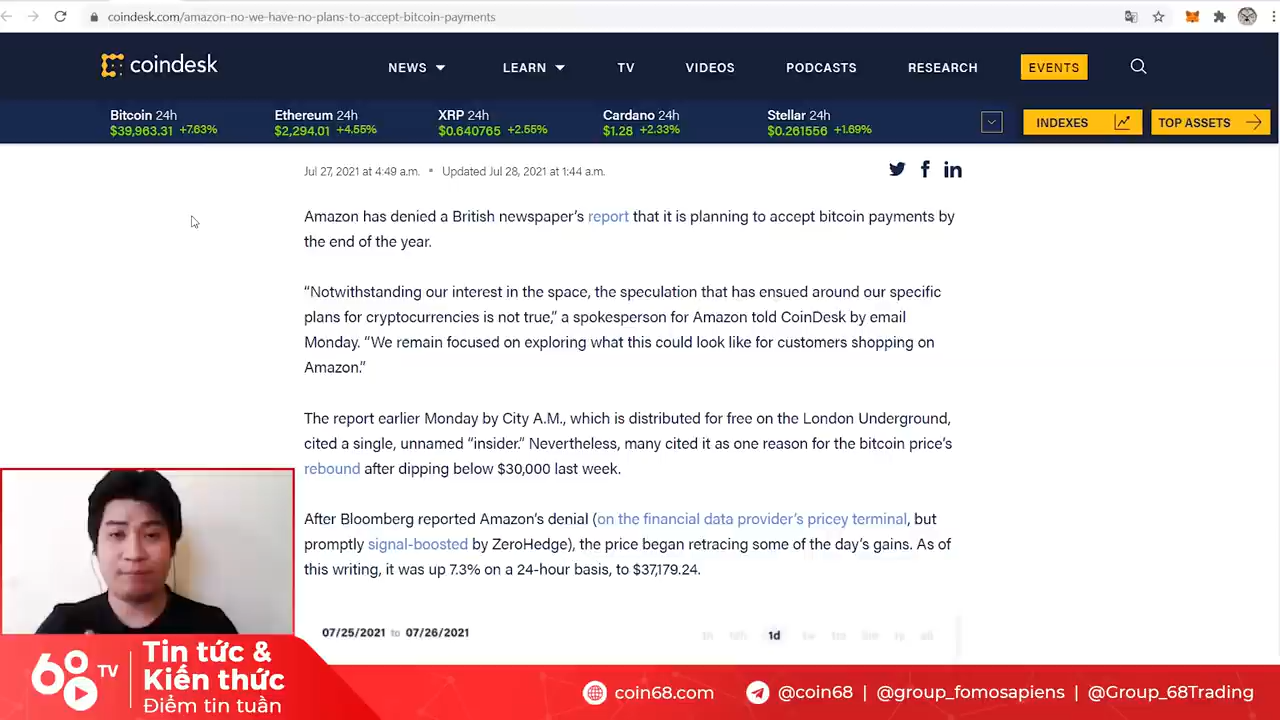 coindesk.com/amazon-no-we-have-no-plans-to-accept-bitcoin-payments
coindesk
NEWS
LEARN
TV
VIDEOS
PODCASTS
RESEARCH
EVENTS
Bitcoin 24h
$39,963.31 +7.63%
Ethereum 24h
$2,294.01 +4.55%
XRP 24h
$0.640765 +2.55%
Cardano 24h
$1.28 +2.33%
Stellar 24h
$0.261556 +1.69%
INDEXES
TOP ASSETS
Jul 27, 2021 at 4:49 a.m. • Updated Jul 28, 2021 at 1:44 a.m.
Amazon has denied a British newspaper’s report that it is planning to accept bitcoin payments by
the end of the year.
“Notwithstanding our interest in the space, the speculation that has ensued around our specific
plans for cryptocurrencies is not true,” a spokesperson for Amazon told CoinDesk by email
Monday. “We remain focused on exploring what this could look like for customers shopping on
Amazon.”
The report earlier Monday by City A.M., which is distributed for free on the London Underground,
cited a single, unnamed “insider.” Nevertheless, many cited it as one reason for the bitcoin price’s
rebound after dipping below $30,000 last week.
After Bloomberg reported Amazon’s denial (on the financial data provider’s pricey terminal, but
promptly signal-boosted by ZeroHedge), the price began retracing some of the day’s gains. As of
this writing, it was up 7.3% on a 24-hour basis, to $37,179.24.
07/25/2021 to 07/26/2021
1d
68 TV
Tin tức &
Kiến thức
Điểm tin tuần
coin68.com
@coin68 | @group_fomosapiens | @Group_68Trading